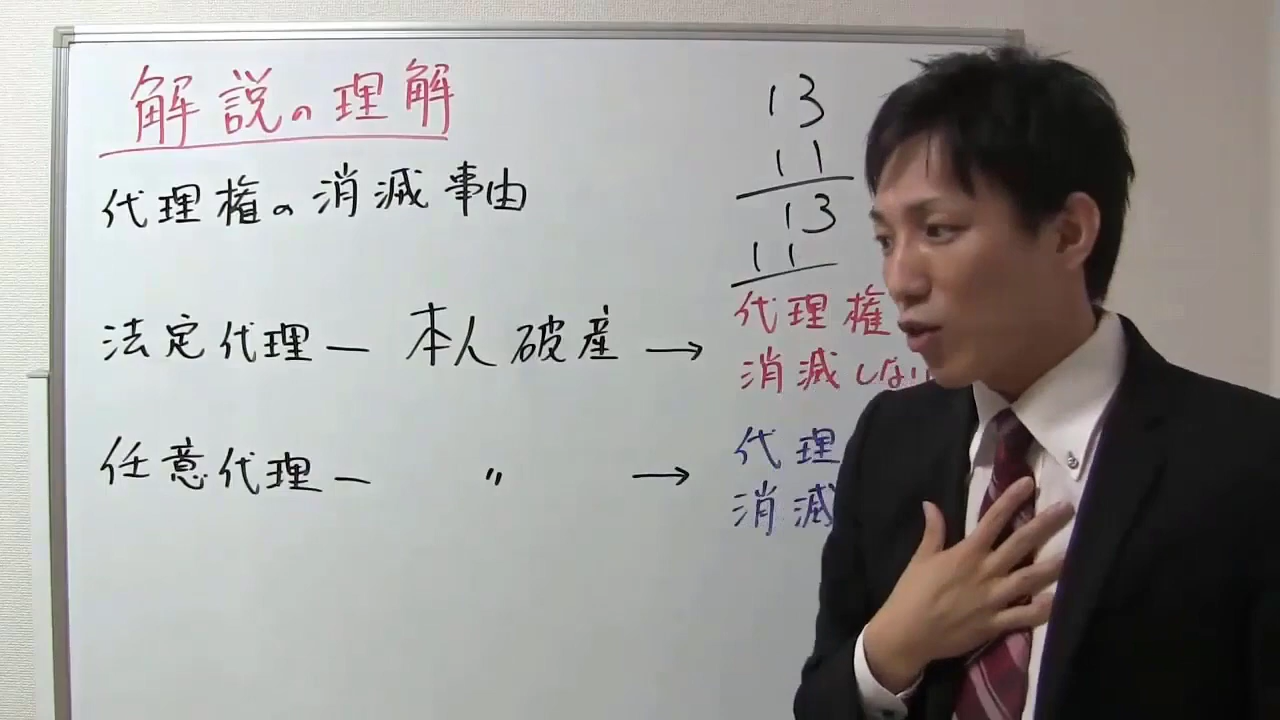 解説の理解
代理権の消滅事由
13
11
13
11
法定代理 ー 本人破産 →
代理権
消滅しない
任意代理 ー 〃 →
代理
消滅